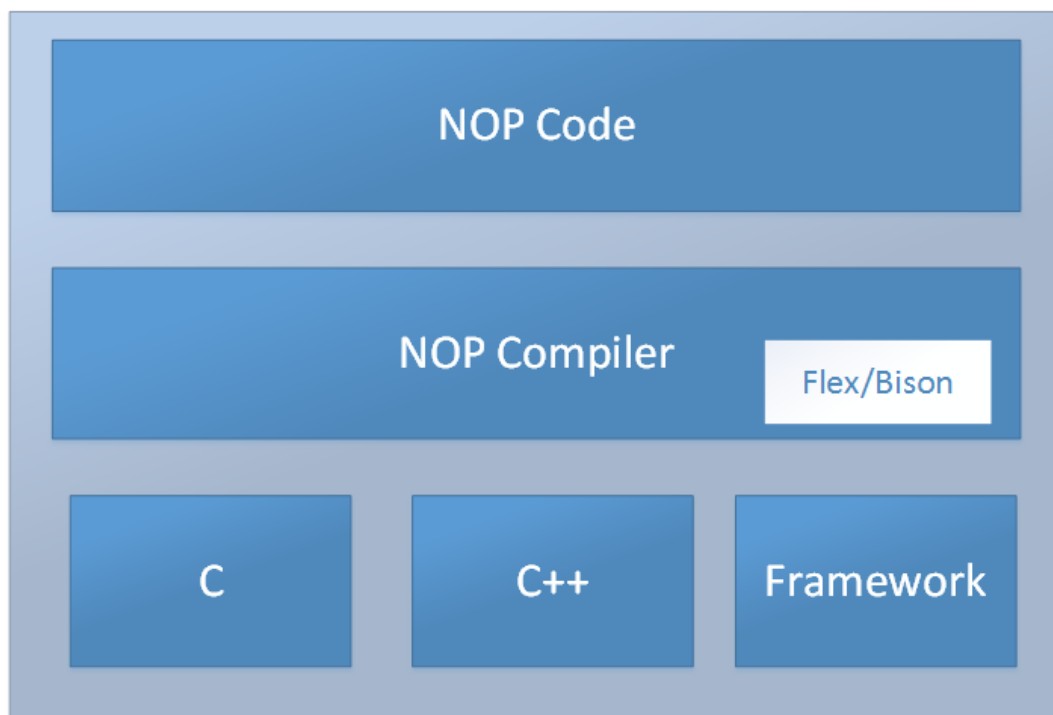 NOP Code
NOP Compiler
Flex/Bison
C
C++
Framework